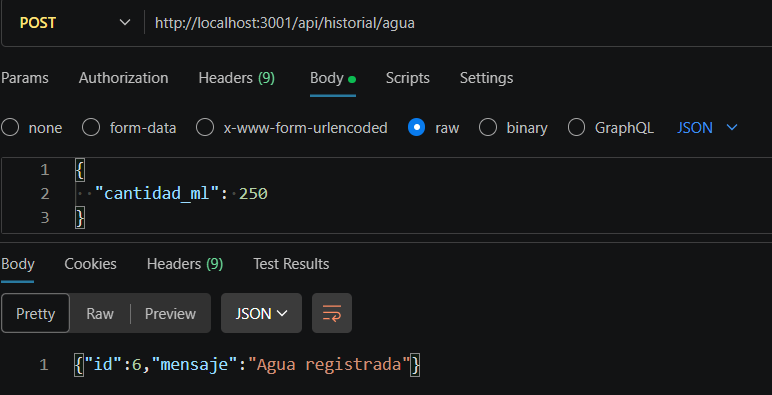 POST http://localhost:3001/api/historial/agua
Params Authorization Headers (9) Body Scripts Settings
none form-data x-www-form-urlencoded raw binary GraphQL JSON
1 {
2 "cantidad_ml": 250
3 }
Body Cookies Headers (9) Test Results
Pretty Raw Preview JSON
1 {"id":6,"mensaje":"Agua registrada"}